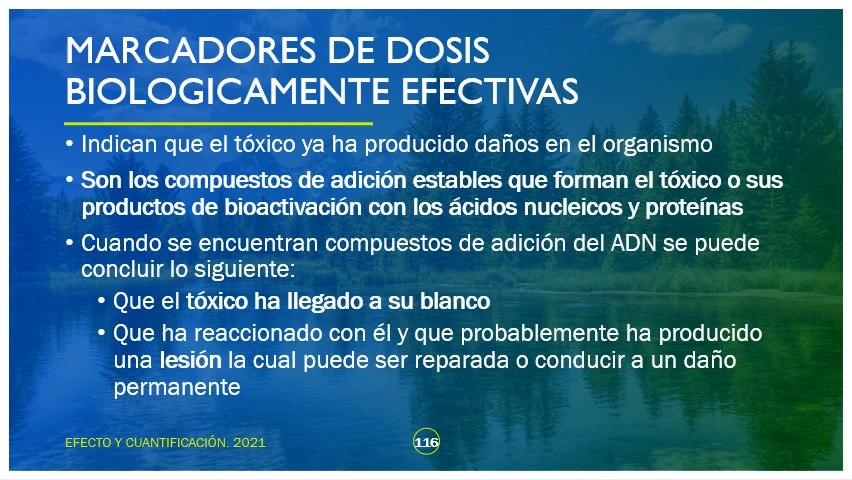 MARCADORES DE DOSIS
BIOLOGICAMENTE EFECTIVAS
• Indican que el tóxico ya ha producido daños en el organismo
• Son los compuestos de adición estables que forman el tóxico o sus
productos de bioactivación con los ácidos nucleicos y proteínas
• Cuando se encuentran compuestos de adición del ADN se puede
concluir lo siguiente:
• Que el tóxico ha llegado a su blanco
• Que ha reaccionado con él y que probablemente ha producido
una lesión la cual puede ser reparada o conducir a un daño
permanente
EFECTO Y CUANTIFICACIÓN. 2021
116